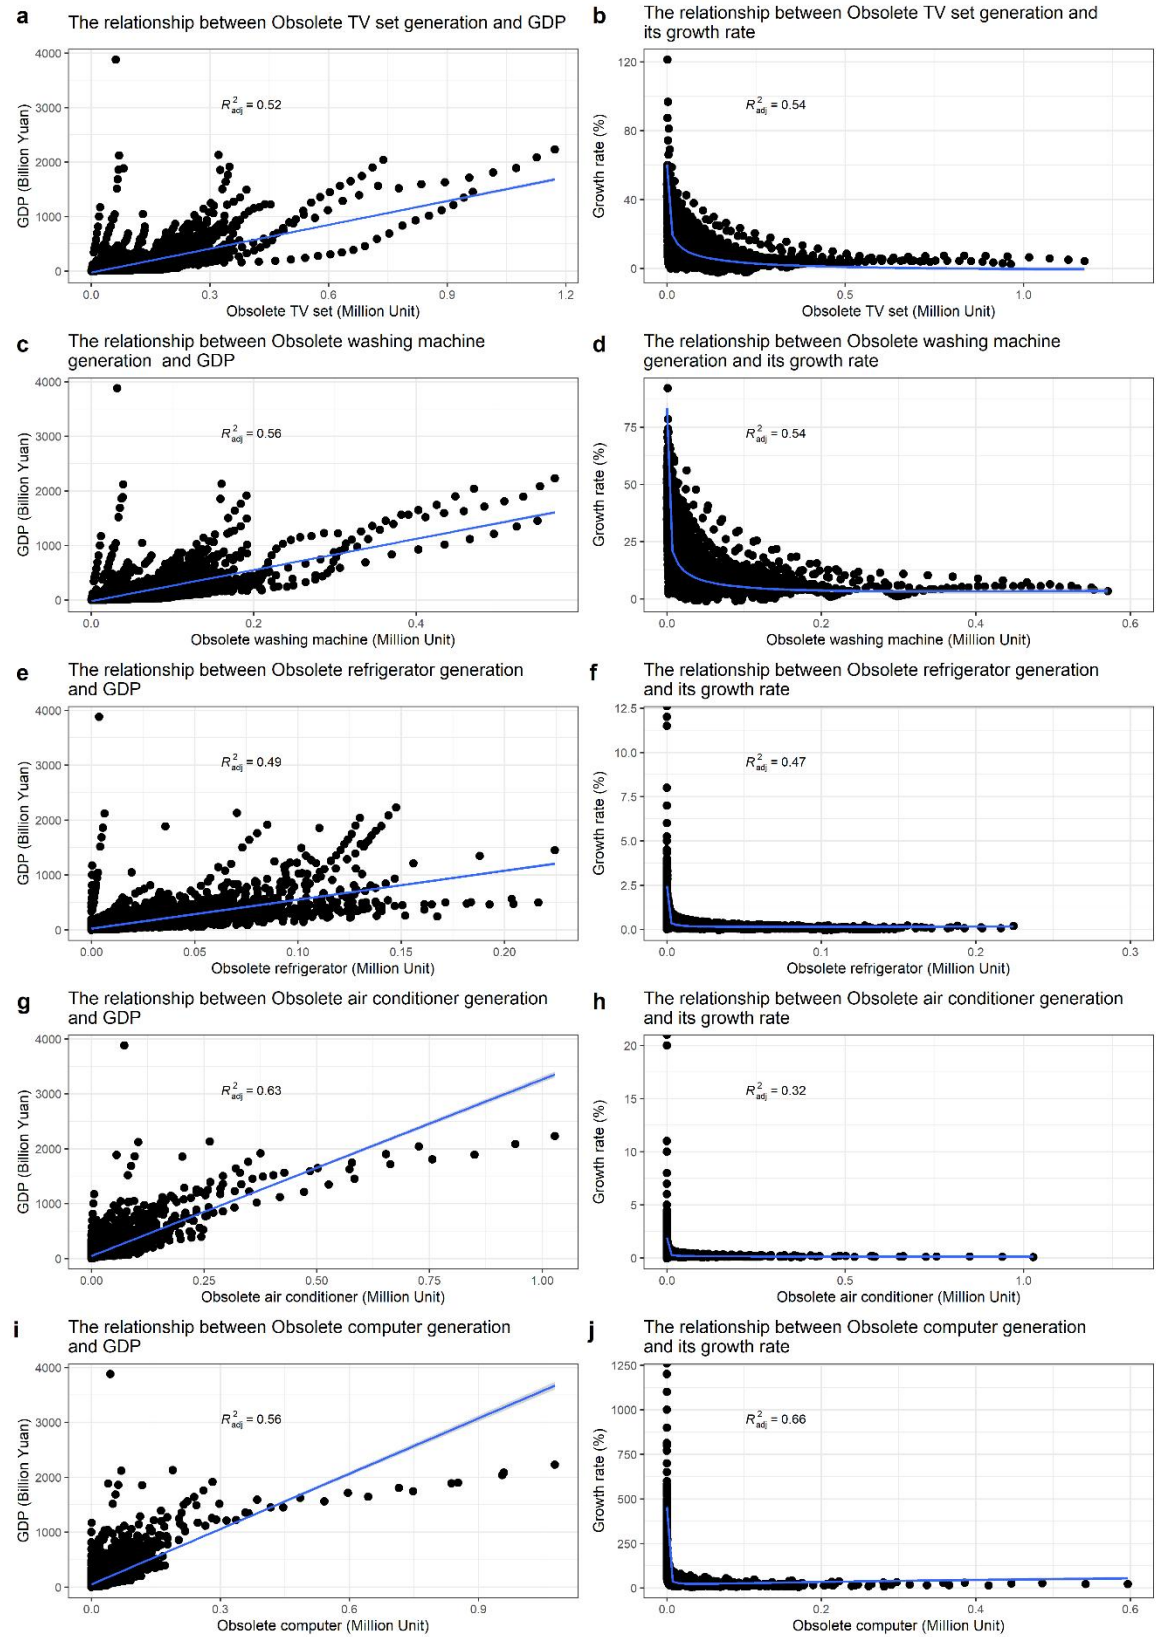 a The relationship between Obsolete TV set generation and GDP
4000
3000
2000
1000
0
GDP (Billion Yuan)
R²adj = 0.52
0.0 0.3 0.6 0.9 1.2
Obsolete TV set (Million Unit)
b The relationship between Obsolete TV set generation and
its growth rate
120
80
40
0
Growth rate (%)
R²adj = 0.54
0.0 0.5 1.0
Obsolete TV set (Million Unit)
c The relationship between Obsolete washing machine
generation and GDP
4000
3000
2000
1000
0
GDP (Billion Yuan)
R²adj = 0.56
0.0 0.2 0.4
Obsolete washing machine (Million Unit)
d The relationship between Obsolete washing machine
generation and its growth rate
75
50
25
0
Growth rate (%)
R²adj = 0.54
0.0 0.2 0.4 0.6
Obsolete washing machine (Million Unit)
e The relationship between Obsolete refrigerator generation
and GDP
4000
3000
2000
1000
0
GDP (Billion Yuan)
R²adj = 0.49
0.00 0.05 0.10 0.15 0.20
Obsolete refrigerator (Million Unit)
f The relationship between Obsolete refrigerator generation
and its growth rate
12.5
10.0
7.5
5.0
2.5
0.0
Growth rate (%)
R²adj = 0.47
0.0 0.1 0.2 0.3
Obsolete refrigerator (Million Unit)
g The relationship between Obsolete air conditioner generation
and GDP
4000
3000
2000
1000
0
GDP (Billion Yuan)
R²adj = 0.63
0.00 0.25 0.50 0.75 1.00
Obsolete air conditioner (Million Unit)
h The relationship between Obsolete air conditioner generation
and its growth rate
20
15
10
5
0
Growth rate (%)
R²adj = 0.32
0.0 0.5 1.0
Obsolete air conditioner (Million Unit)
i The relationship between Obsolete computer generation
and GDP
4000
3000
2000
1000
0
GDP (Billion Yuan)
R²adj = 0.56
0.0 0.3 0.6 0.9
Obsolete computer (Million Unit)
j The relationship between Obsolete computer generation
and its growth rate
1250
1000
750
500
250
0
Growth rate (%)
R²adj = 0.66
0.0 0.2 0.4 0.6
Obsolete computer (Million Unit)